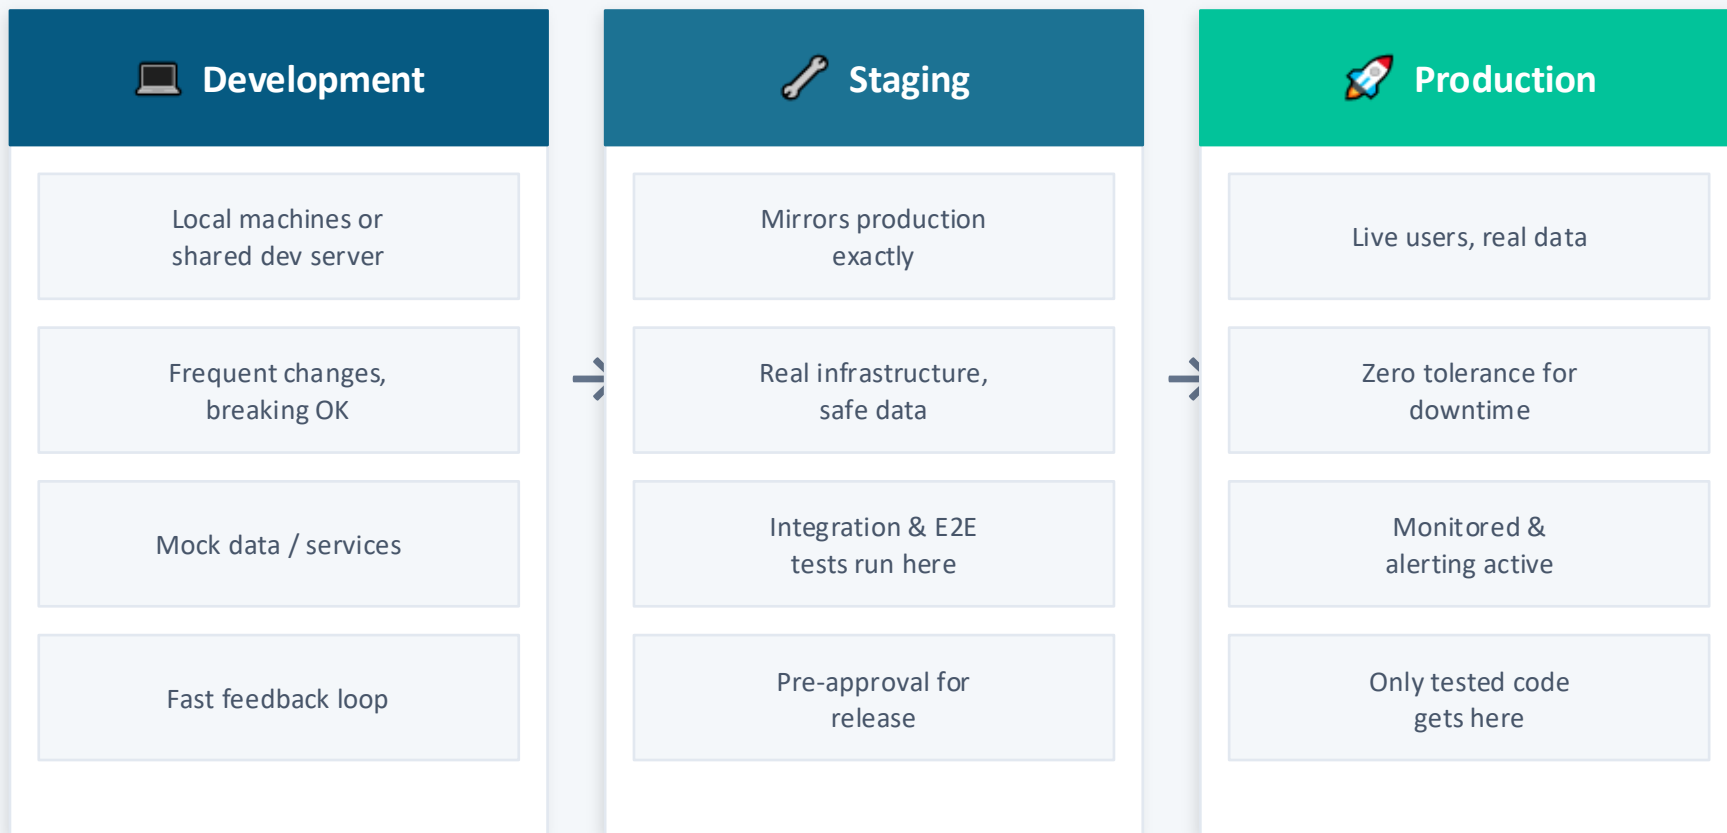 Development
Local machines or
shared dev server
Frequent changes,
breaking OK
Mock data / services
Fast feedback loop
Staging
Mirrors production
exactly
Real infrastructure,
safe data
Integration & E2E
tests run here
Pre-approval for
release
Production
Live users, real data
Zero tolerance for
downtime
Monitored &
alerting active
Only tested code
gets here